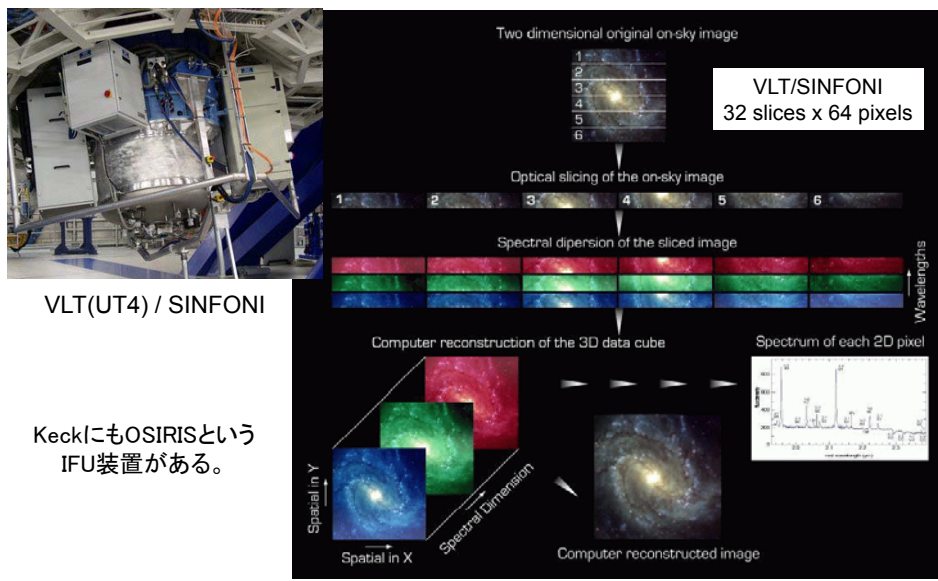 Two dimensional original on-sky image
1
2
3
4
5
6
VLT/SINFONI
32 slices x 64 pixels
Optical slicing of the on-sky image
1 2 3 4 5 6
Spectral dipersion of the sliced image
Wavelengths
VLT(UT4) / SINFONI
Computer reconstruction of the 3D data cube
Spectrum of each 2D pixel
KeckにもOSIRISという
IFU装置がある。
Spatial in Y
Spectral Dimension
Spatial in X
Computer reconstructed image